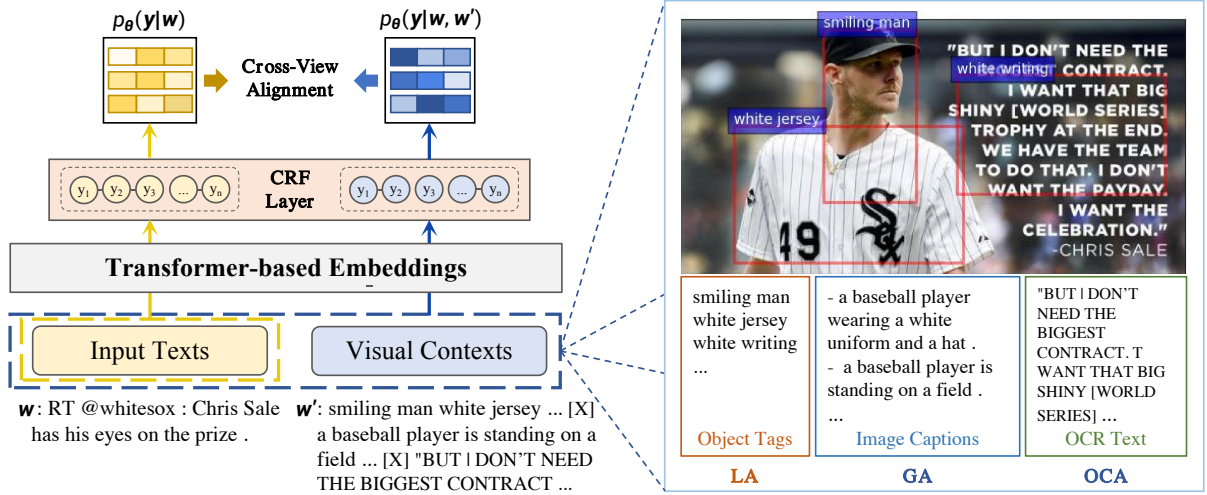 pθ(y|w)
pθ(y|w, w')
Cross-View
Alignment
y1 y2 y3 ... yn
CRF
Layer
y1 y2 y3 ... yn
Transformer-based Embeddings
Input Texts
Visual Contexts
w: RT @whitesox : Chris Sale
has his eyes on the prize .
w': smiling man white jersey ... [X]
a baseball player is standing on a
field ... [X] "BUT | DON'T NEED
THE BIGGEST CONTRACT ...
smiling man
white writing
white jersey
"BUT I DON'T NEED THE
CONTRACT.
I WANT THAT BIG
SHINY [WORLD SERIES]
TROPHY AT THE END.
WE HAVE THE TEAM
TO DO THAT. I DON'T
WANT THE PAYDAY.
I WANT THE
CELEBRATION."
-CHRIS SALE
49
Sox
smiling man
white jersey
white writing
...
Object Tags
LA
- a baseball player
wearing a white
uniform and a hat .
- a baseball player is
standing on a field .
...
Image Captions
GA
"BUT | DON'T
NEED THE
BIGGEST
CONTRACT. T
WANT THAT BIG
SHINY [WORLD
SERIES] ...
OCR Text
OCA